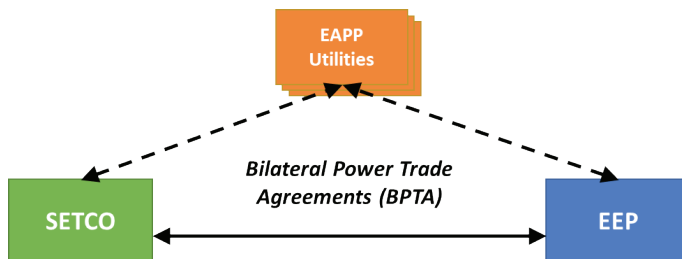 EAPP
Utilities
Bilateral Power Trade
Agreements (BPTA)
SETCO
EEP